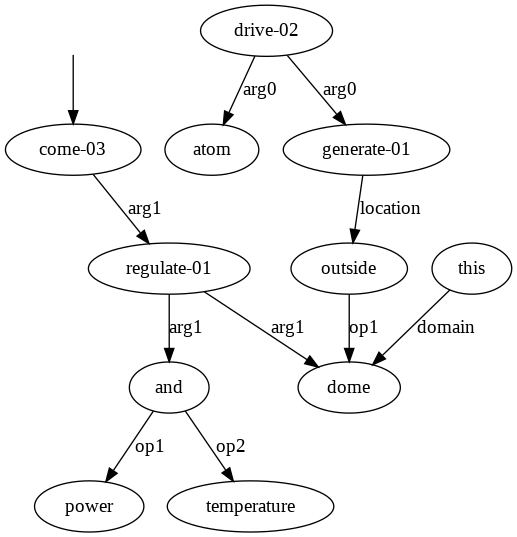 drive-02
arg0 arg0
come-03 atom generate-01
arg1 location
regulate-01 outside this
arg1 arg1 op1 domain
and dome
op1 op2
power temperature